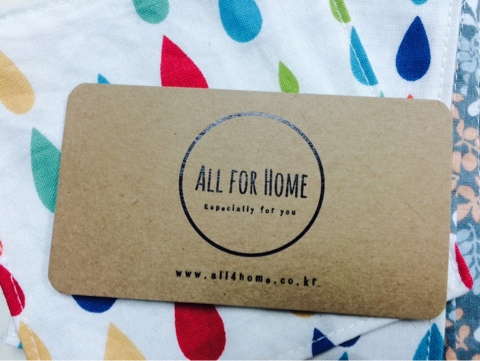 ALL FOR HOME
Especially for you
www.all4home.co.kr